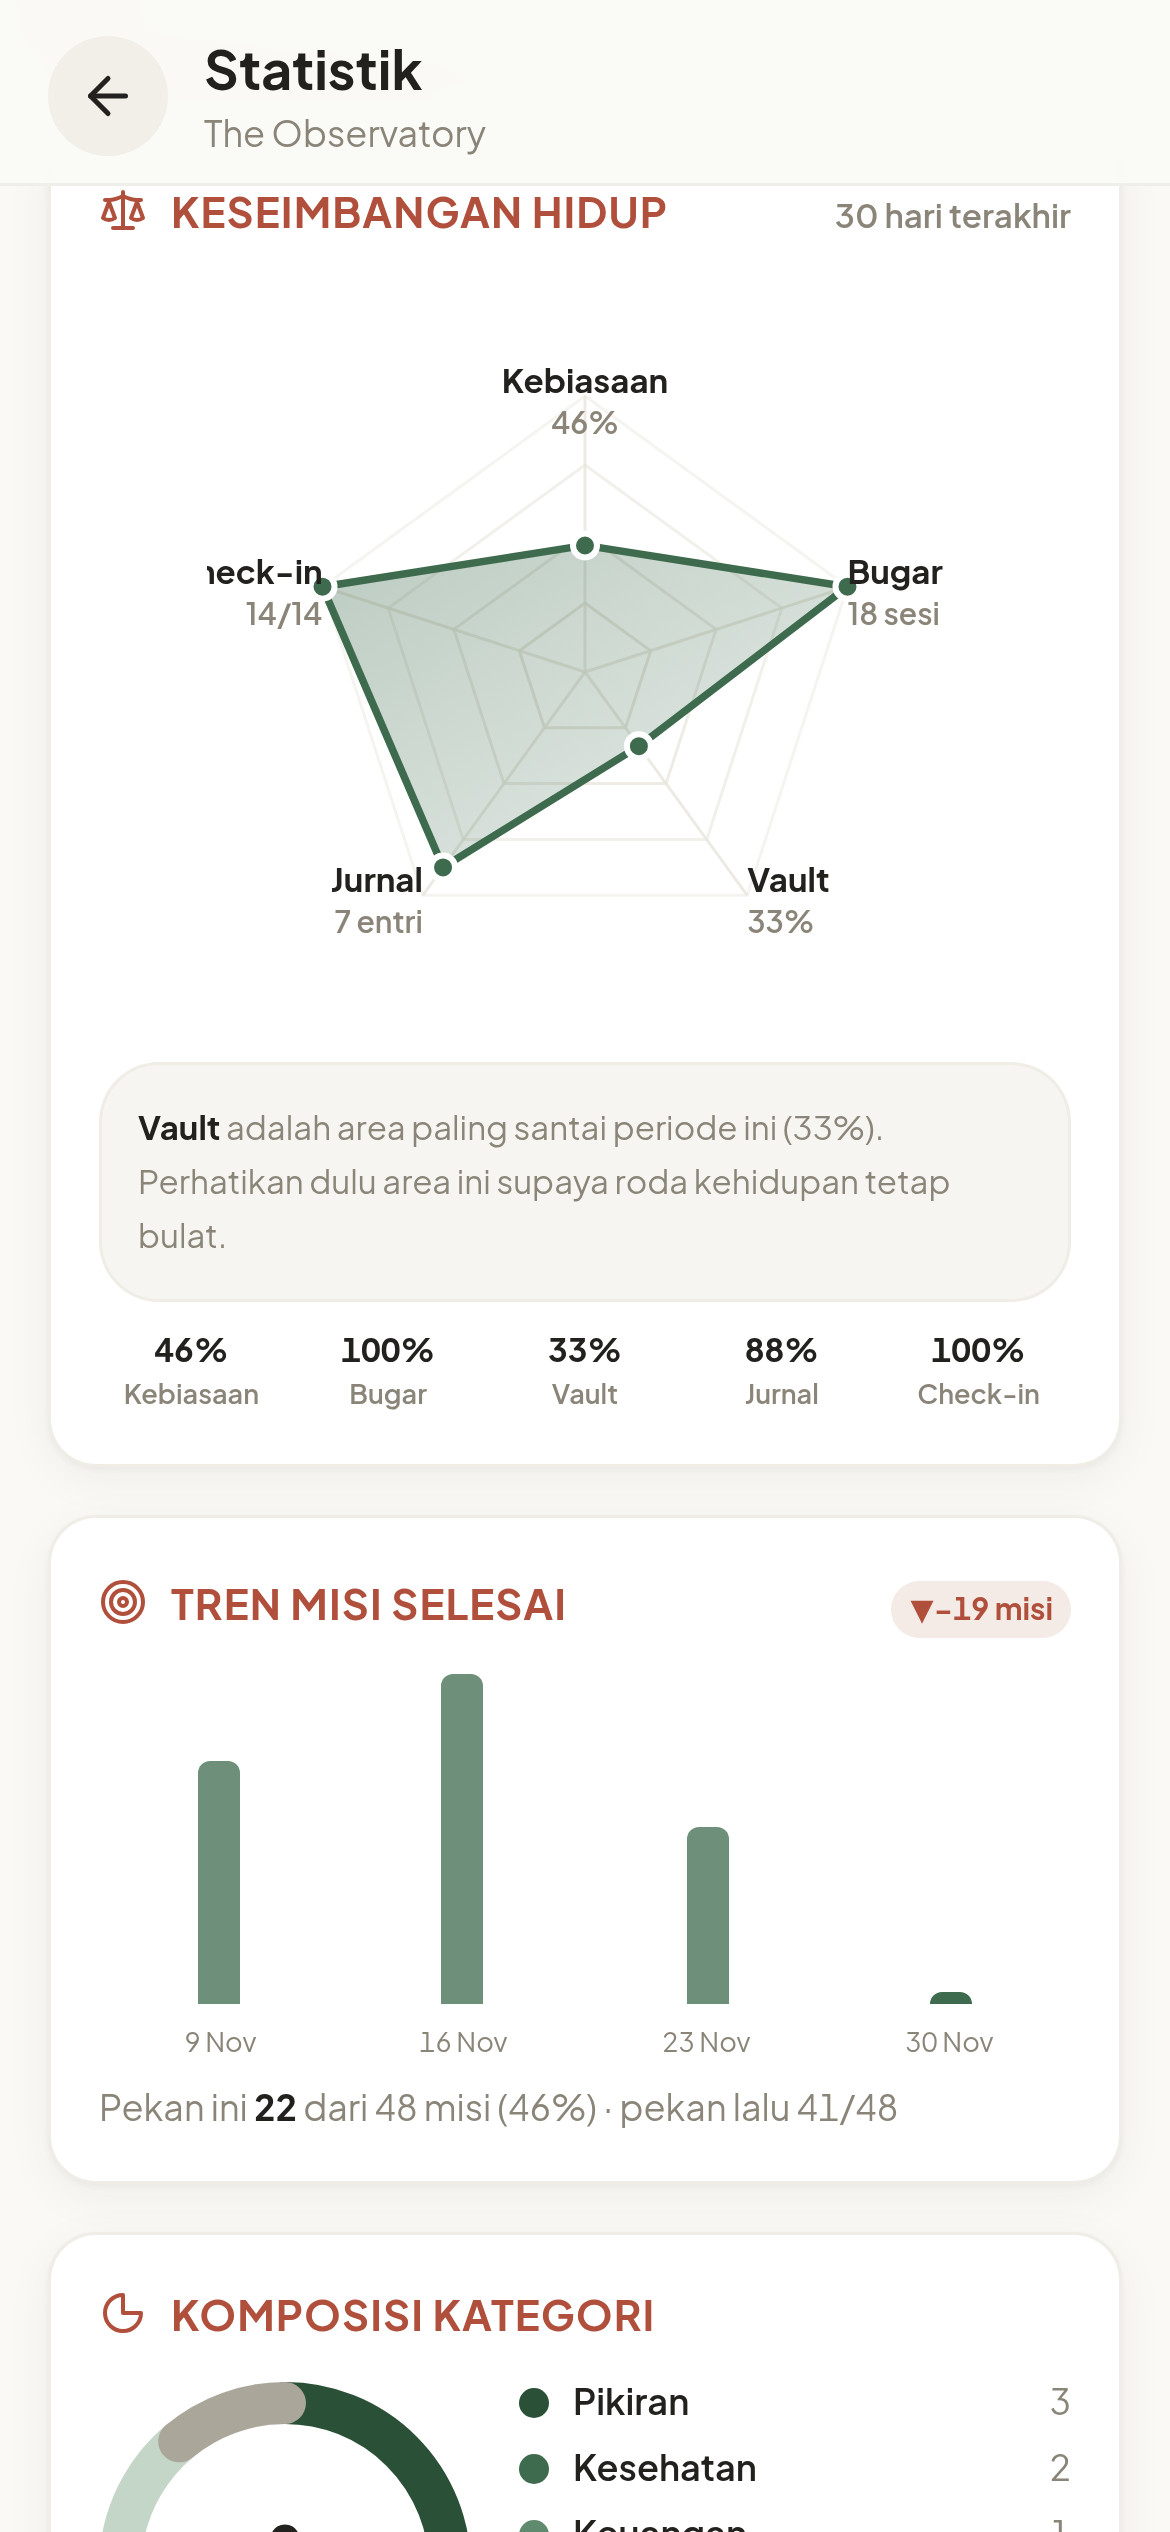 Statistik
The Observatory
KESEIMBANGAN HIDUP
30 hari terakhir
Kebiasaan
46%
heck-in
14/14
Bugar
18 sesi
Jurnal
7 entri
Vault
33%
Vault adalah area paling santai periode ini (33%).
Perhatikan dulu area ini supaya roda kehidupan tetap
bulat.
46%
Kebiasaan
100%
Bugar
33%
Vault
88%
Jurnal
100%
Check-in
TREN MISI SELESAI
▼-19 misi
9 Nov
16 Nov
23 Nov
30 Nov
Pekan ini 22 dari 48 misi (46%) · pekan lalu 41/48
KOMPOSISI KATEGORI
Pikiran 3
Kesehatan 2
Keuangan 1